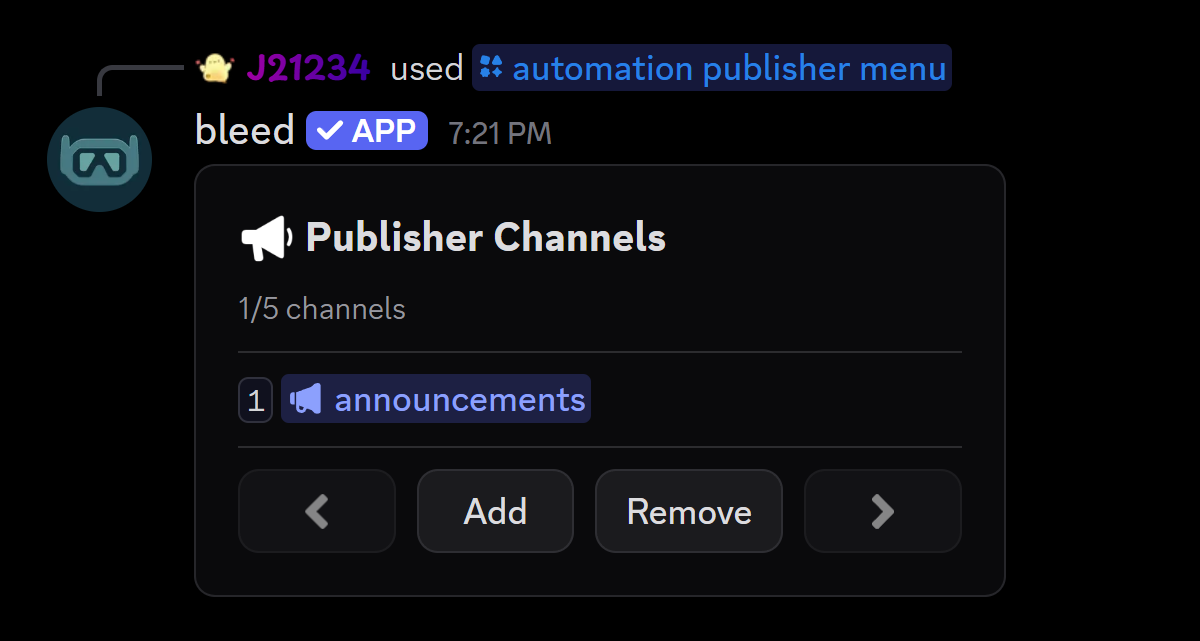 J21234 used automation publisher menu
bleed APP 7:21 PM
Publisher Channels
1/5 channels
1 announcements
Add Remove